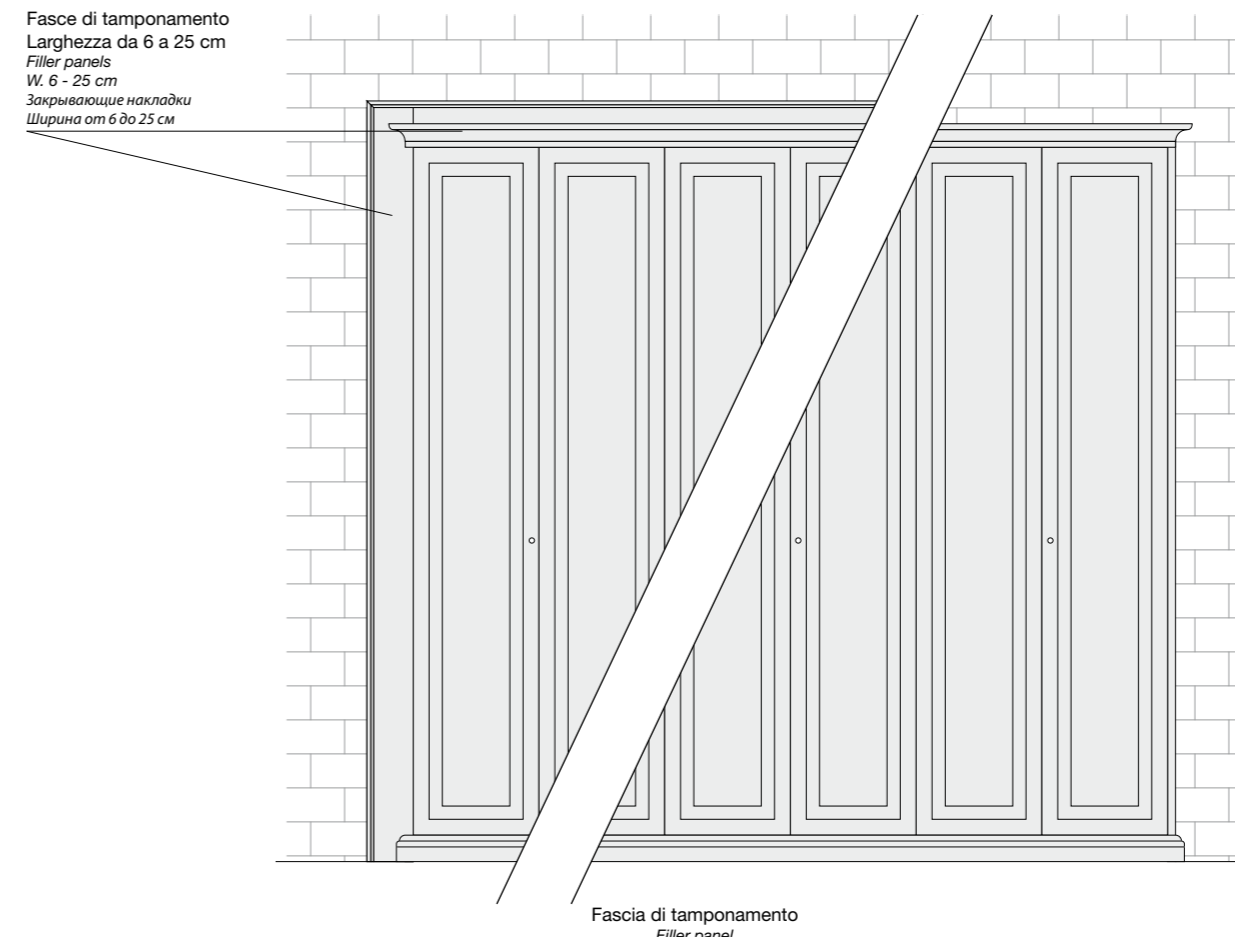 Fasce di tamponamento
Larghezza da 6 a 25 cm
Filler panels
W. 6 - 25 cm
Закрывающие накладки
Ширина от 6 до 25 см
Fascia di tamponamento
Filler panel